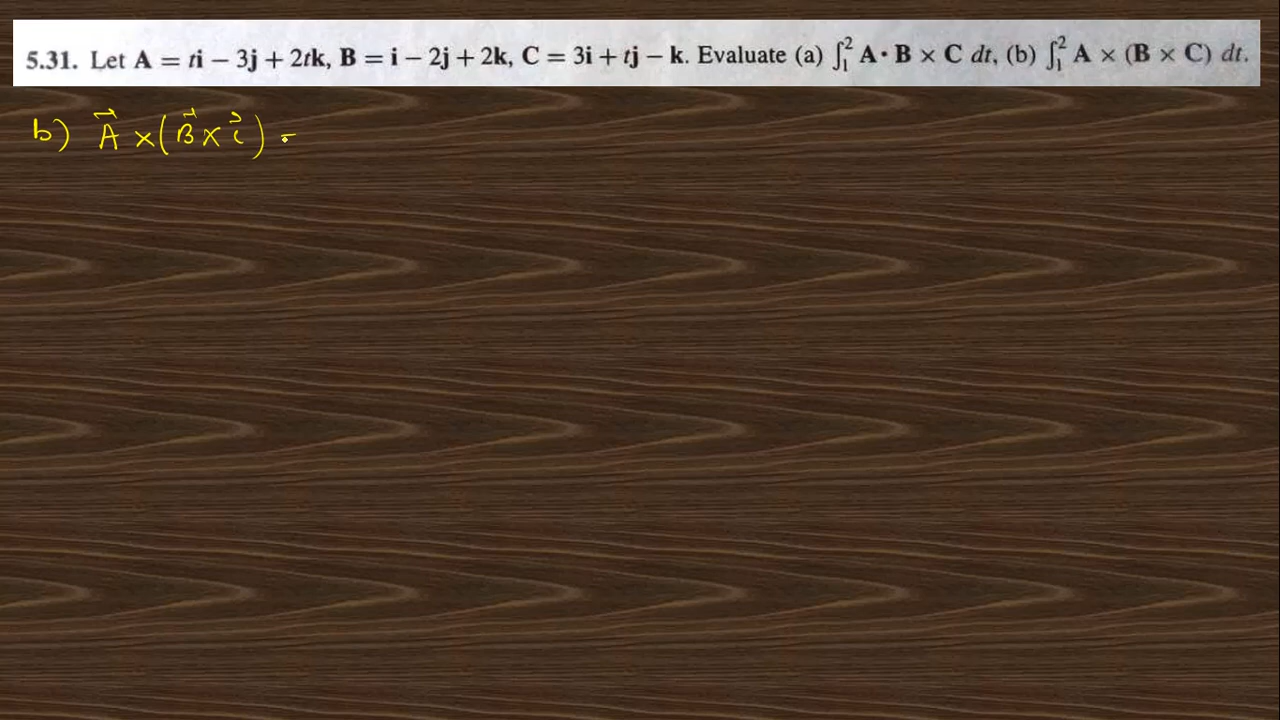 5.31. Let A = ti − 3j + 2tk, B = i − 2j + 2k, C = 3i + tj − k. Evaluate (a) ∫₁² A · B × C dt, (b) ∫₁² A × (B × C) dt.
b) A⃗ × (B⃗ × C⃗) =